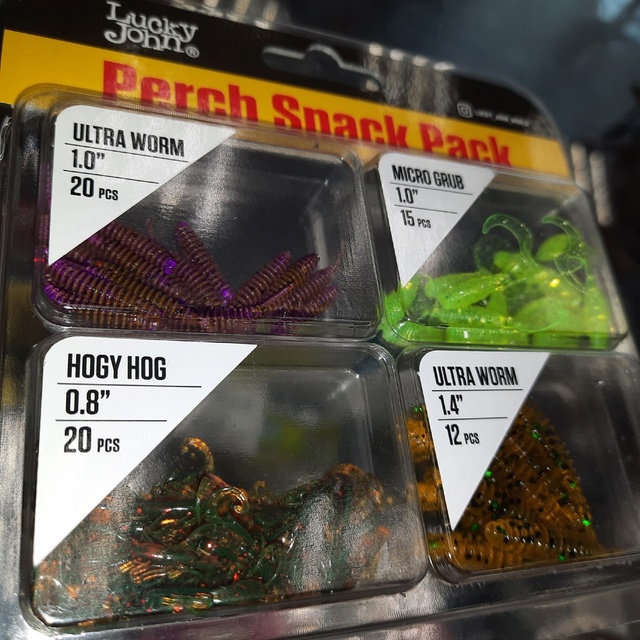 Lucky
John®
Perch Snack Pack
ULTRA WORM
1.0"
20 PCS
MICRO GRUB
1.0"
15 PCS
HOGY HOG
0.8"
20 PCS
ULTRA WORM
1.4"
12 PCS